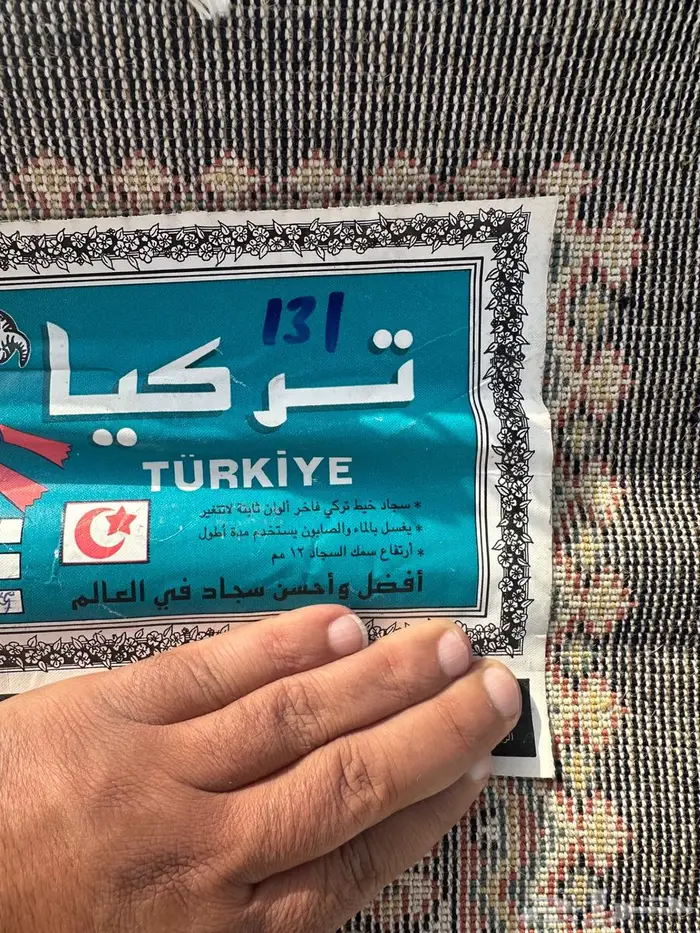 131
تركيا
TÜRKİYE
* سجاد خيط تركي فاخر ألوان ثابتة لاتتغير
* يغسل بالماء والصابون يستخدم مدة أطول
* أرتفاع سمك السجاد ١٢ مم
أفضل وأحسن سجاد في العالم